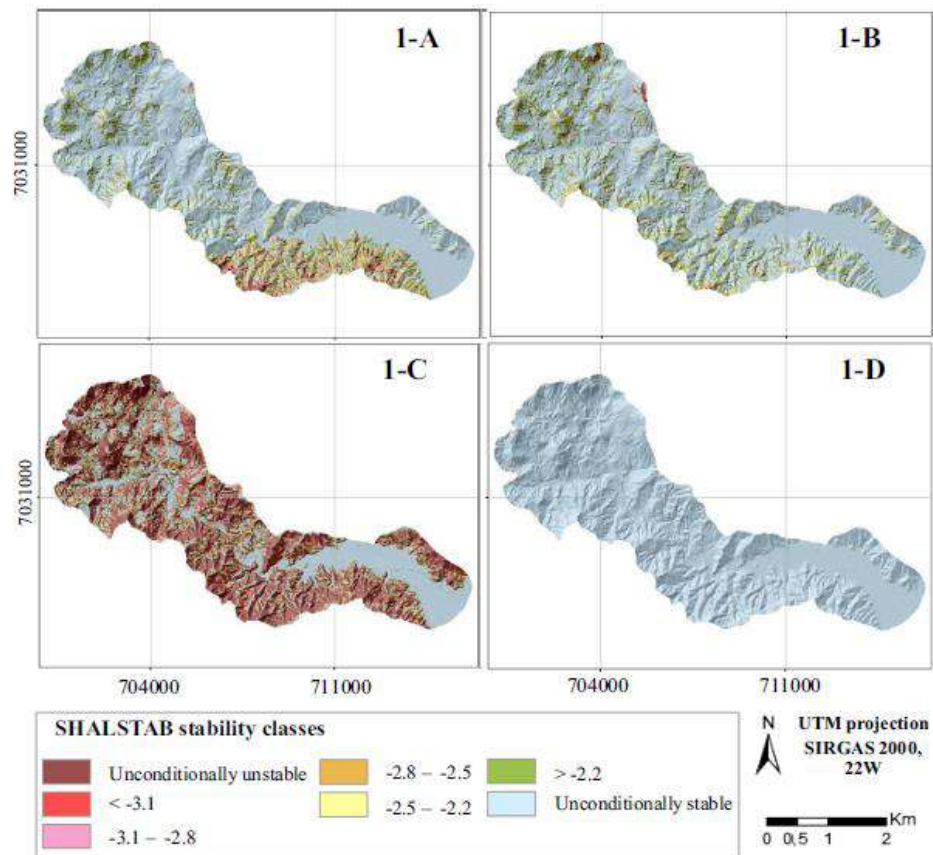 1-A
1-B
7031000
1-C
1-D
7031000
704000
711000
704000
711000
SHALSTAB stability classes
Unconditionally unstable
< -3.1
-3.1 – -2.8
-2.8 – -2.5
-2.5 – -2.2
> -2.2
Unconditionally stable
N
UTM projection
SIRGAS 2000,
22W
Km
0 0,5 1 2